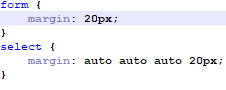 form {
    margin: 20px;
}
select {
    margin: auto auto auto 20px;
}